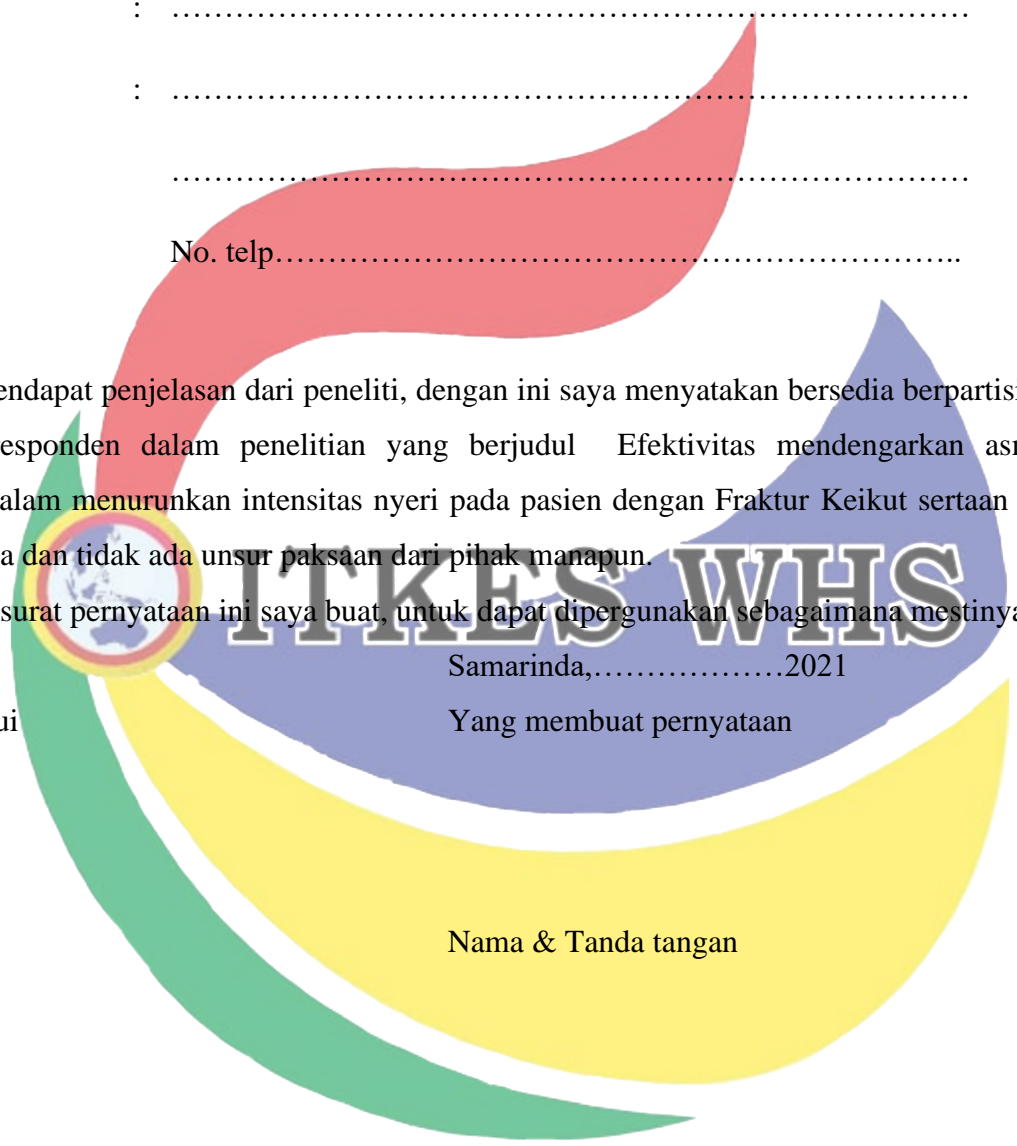 : …………………………………………………………………
: …………………………………………………………………
…………………………………………………………………
No. telp………………………………………………………..
endapat penjelasan dari peneliti, dengan ini saya menyatakan bersedia berpartis
esponden dalam penelitian yang berjudul Efektivitas mendengarkan as
alam menurunkan intensitas nyeri pada pasien dengan Fraktur Keikut sertaan
a dan tidak ada unsur paksaan dari pihak manapun.
ITKES WHS
surat pernyataan ini saya buat, untuk dapat dipergunakan sebagaimana mestinya
Samarinda,………………2021
ui
Yang membuat pernyataan
Nama & Tanda tangan